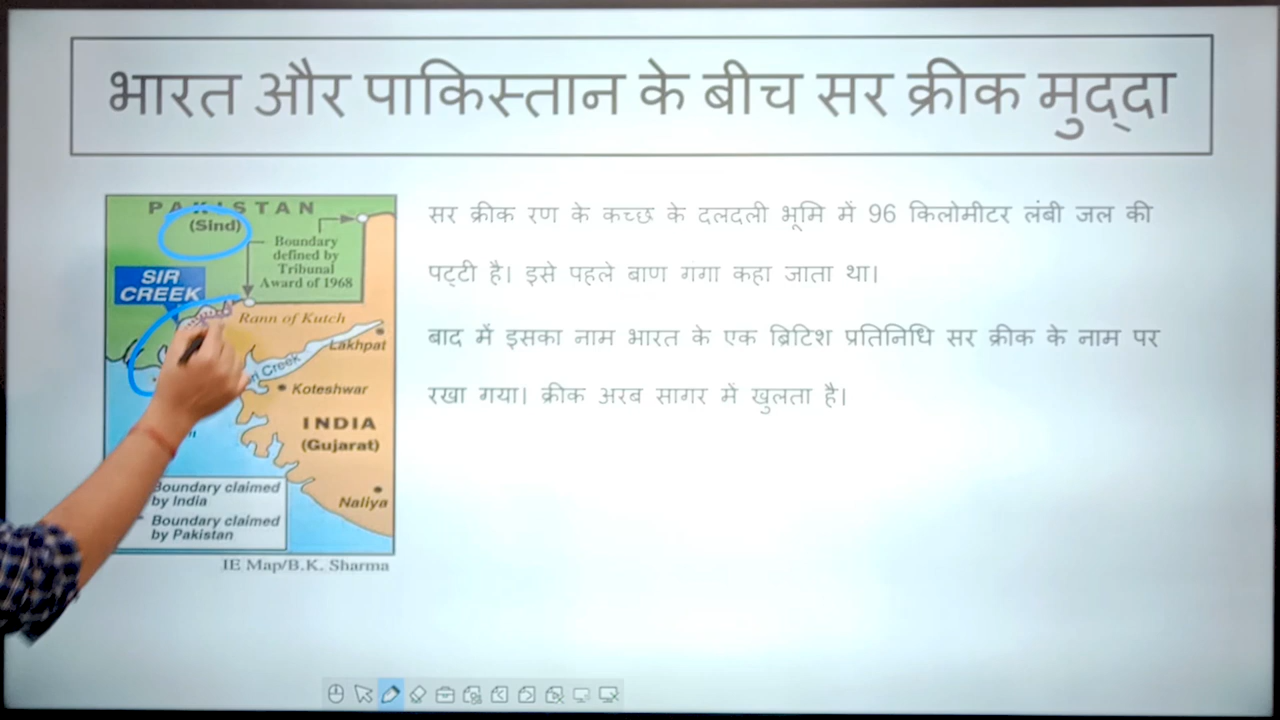 भारत और पाकिस्तान के बीच सर क्रीक मुद्दा
सर क्रीक रण के कच्छ के दलदली भूमि में 96 किलोमीटर लंबी जल की
पट्टी है। इसे पहले बाण गंगा कहा जाता था।
बाद में इसका नाम भारत के एक ब्रिटिश प्रतिनिधि सर क्रीक के नाम पर
रखा गया। क्रीक अरब सागर में खुलता है।
PAKISTAN
(Sind)
Boundary
defined by
Tribunal
Award of 1968
SIR
CREEK
Rann of Kutch
Lakhpat
Creek
Koteshwar
INDIA
(Gujarat)
Naliya
Boundary claimed
by India
Boundary claimed
by Pakistan
IE Map/B.K. Sharma